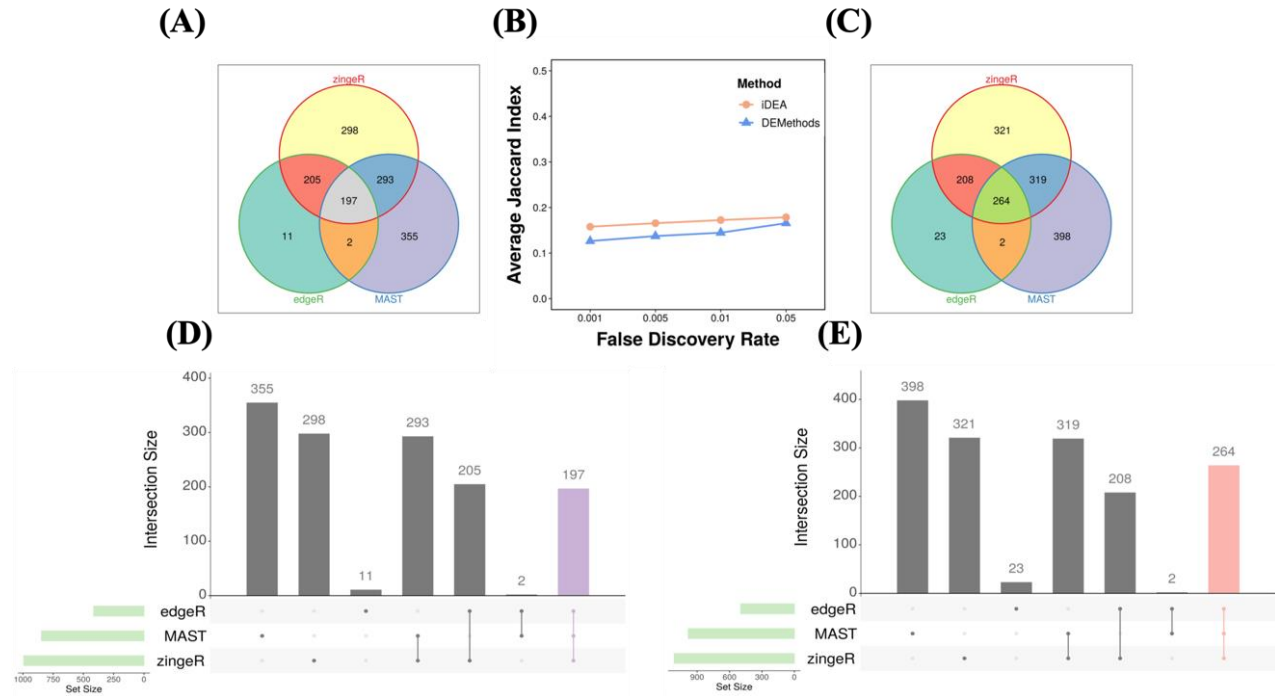 (A)
zingeR
298
205
293
197
11
2
355
edgeR
MAST
(B)
Average Jaccard Index
0.5
0.4
0.3
0.2
0.1
0.0
Method
iDEA
DEMethods
0.001 0.005 0.01 0.05
False Discovery Rate
(C)
zingeR
321
208
319
264
23
2
398
edgeR
MAST
(D)
Intersection Size
400
300
200
100
0
355
298
11
293
205
2
197
edgeR
MAST
zingeR
1000 750 500 250 0
Set Size
(E)
Intersection Size
400
300
200
100
0
398
321
23
319
208
2
264
edgeR
MAST
zingeR
900 600 300 0
Set Size